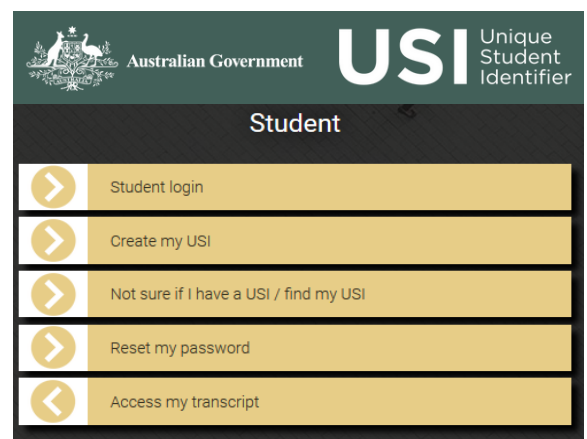 Australian Government
USI
Unique
Student
Identifier
Student
Student login
Create my USI
Not sure if I have a USI / find my USI
Reset my password
Access my transcript